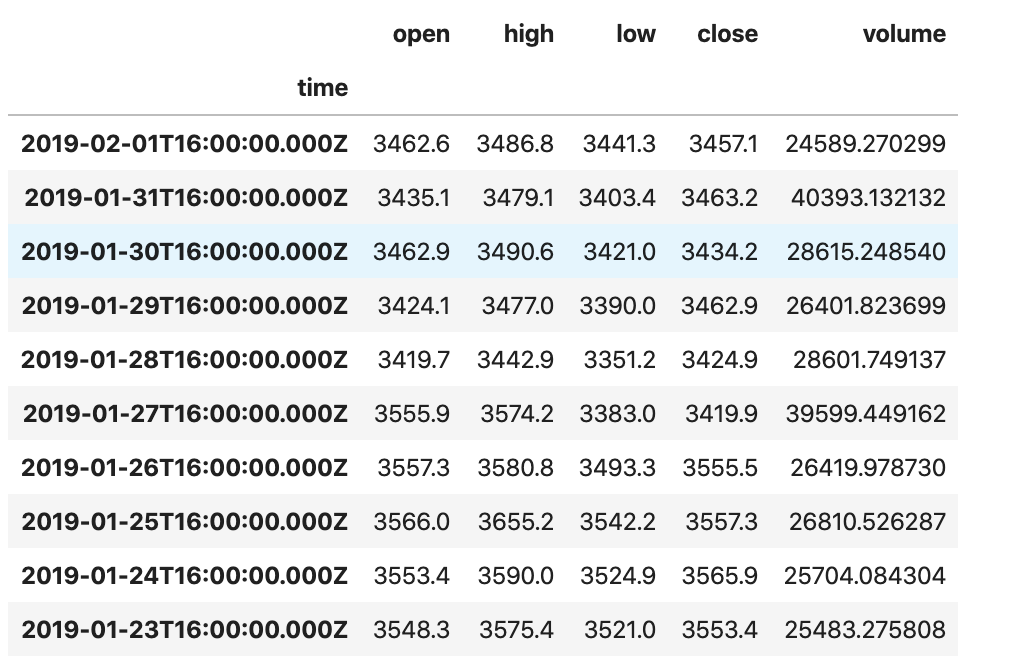 open high low close volume
time
2019-02-01T16:00:00.000Z 3462.6 3486.8 3441.3 3457.1 24589.270299
2019-01-31T16:00:00.000Z 3435.1 3479.1 3403.4 3463.2 40393.132132
2019-01-30T16:00:00.000Z 3462.9 3490.6 3421.0 3434.2 28615.248540
2019-01-29T16:00:00.000Z 3424.1 3477.0 3390.0 3462.9 26401.823699
2019-01-28T16:00:00.000Z 3419.7 3442.9 3351.2 3424.9 28601.749137
2019-01-27T16:00:00.000Z 3555.9 3574.2 3383.0 3419.9 39599.449162
2019-01-26T16:00:00.000Z 3557.3 3580.8 3493.3 3555.5 26419.978730
2019-01-25T16:00:00.000Z 3566.0 3655.2 3542.2 3557.3 26810.526287
2019-01-24T16:00:00.000Z 3553.4 3590.0 3524.9 3565.9 25704.084304
2019-01-23T16:00:00.000Z 3548.3 3575.4 3521.0 3553.4 25483.275808